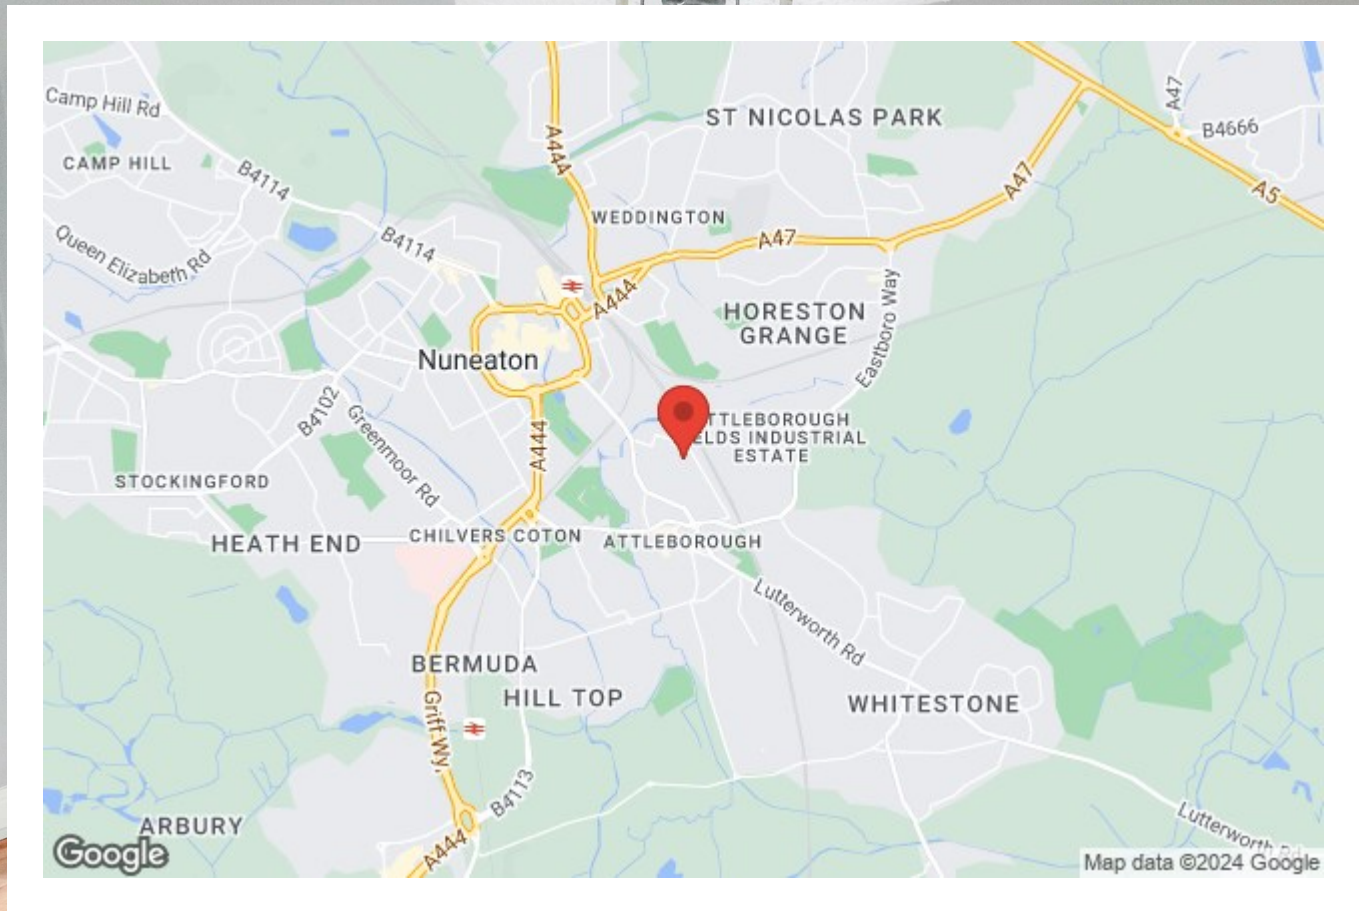 Camp Hill Rd
CAMP HILL
B4114
Queen Elizabeth Rd
B4114
A444
ST NICOLAS PARK
A47
B4666
A5
A47
WEDDINGTON
A47
A444
HORESTON
GRANGE
Eastboro Way
Nuneaton
B4102
Greenmoor Rd
A444
TTLEBOROUGH
ELDS INDUSTRIAL
ESTATE
STOCKINGFORD
HEATH END
CHILVERS COTON
ATTLEBOROUGH
Lutterworth Rd
BERMUDA
HILL TOP
WHITESTONE
Griff Wy.
B4113
ARBURY
A444
Lutterworth Rd
Google
Map data ©2024 Google